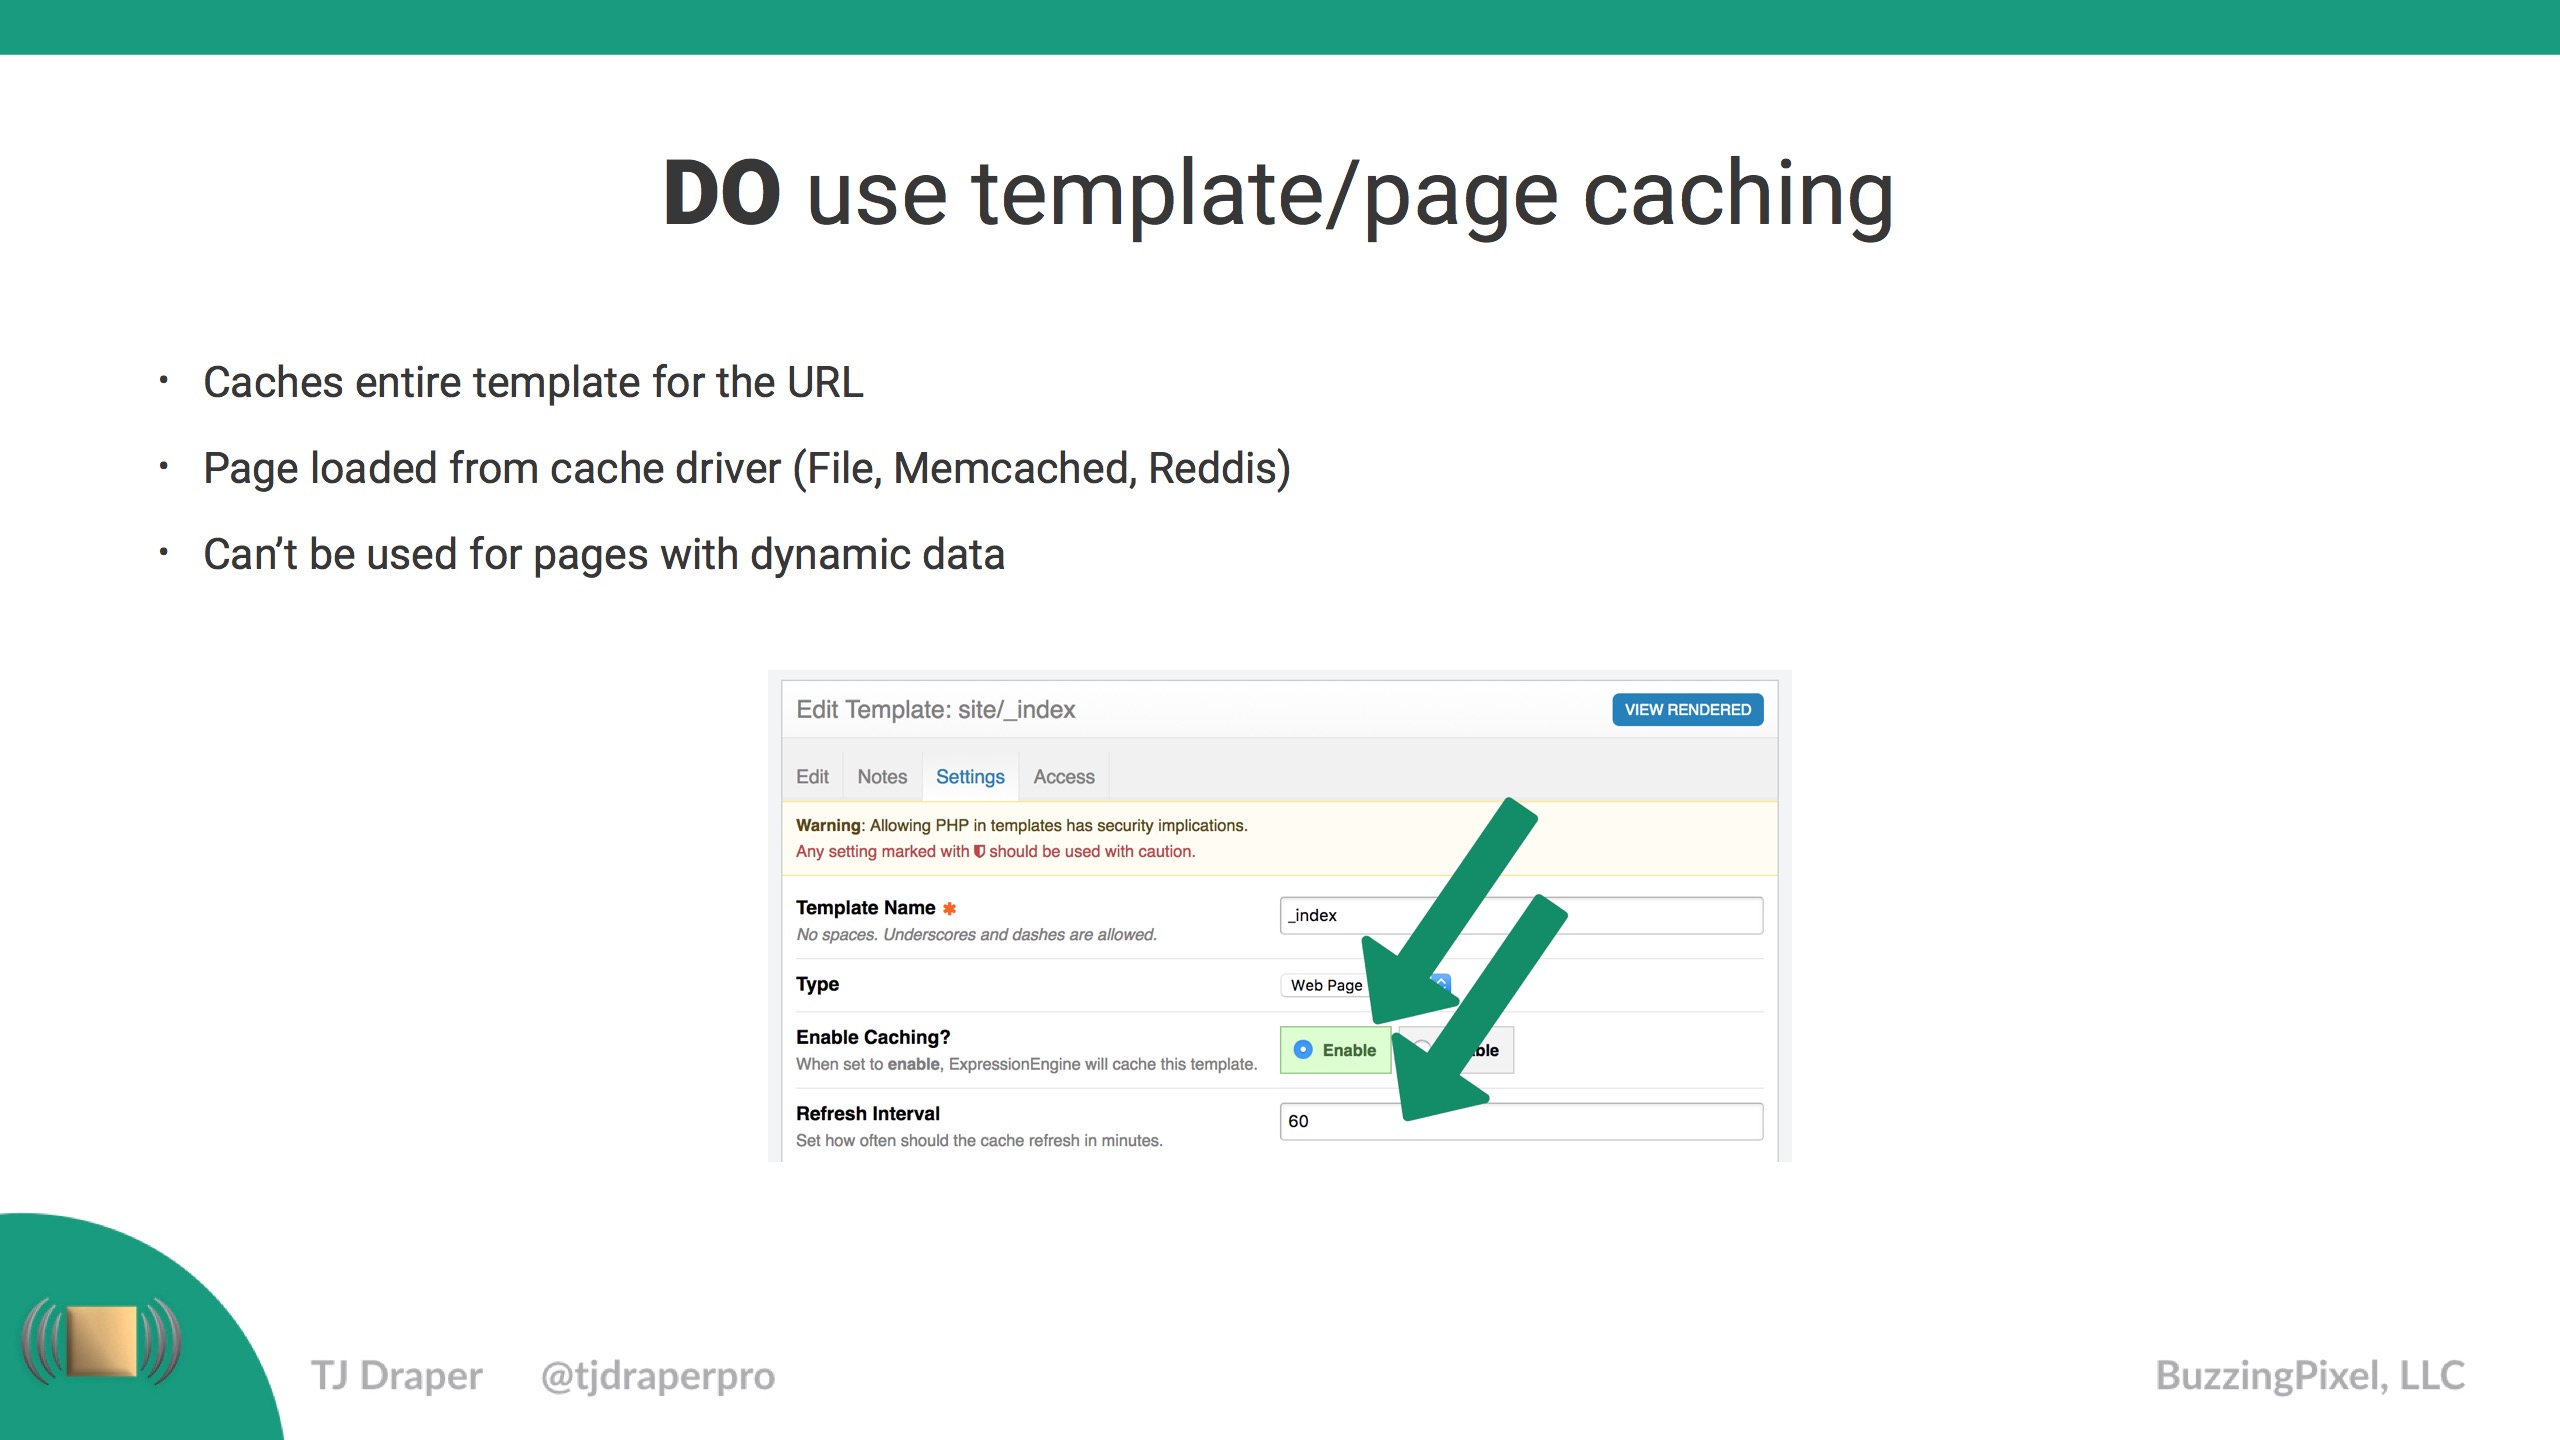 DO use template/page caching
• Caches entire template for the URL
• Page loaded from cache driver (File, Memcached, Reddis)
• Can’t be used for pages with dynamic data
Edit Template: site/_index
VIEW RENDERED
Edit Notes Settings Access
Warning: Allowing PHP in templates has security implications.
Any setting marked with should be used with caution.
Template Name *
No spaces. Underscores and dashes are allowed.
_index
Type
Web Page
Enable Caching?
When set to enable, ExpressionEngine will cache this template.
Enable
Refresh Interval
Set how often should the cache refresh in minutes.
60
TJ Draper @tjdraperpro
BuzzingPixel, LLC